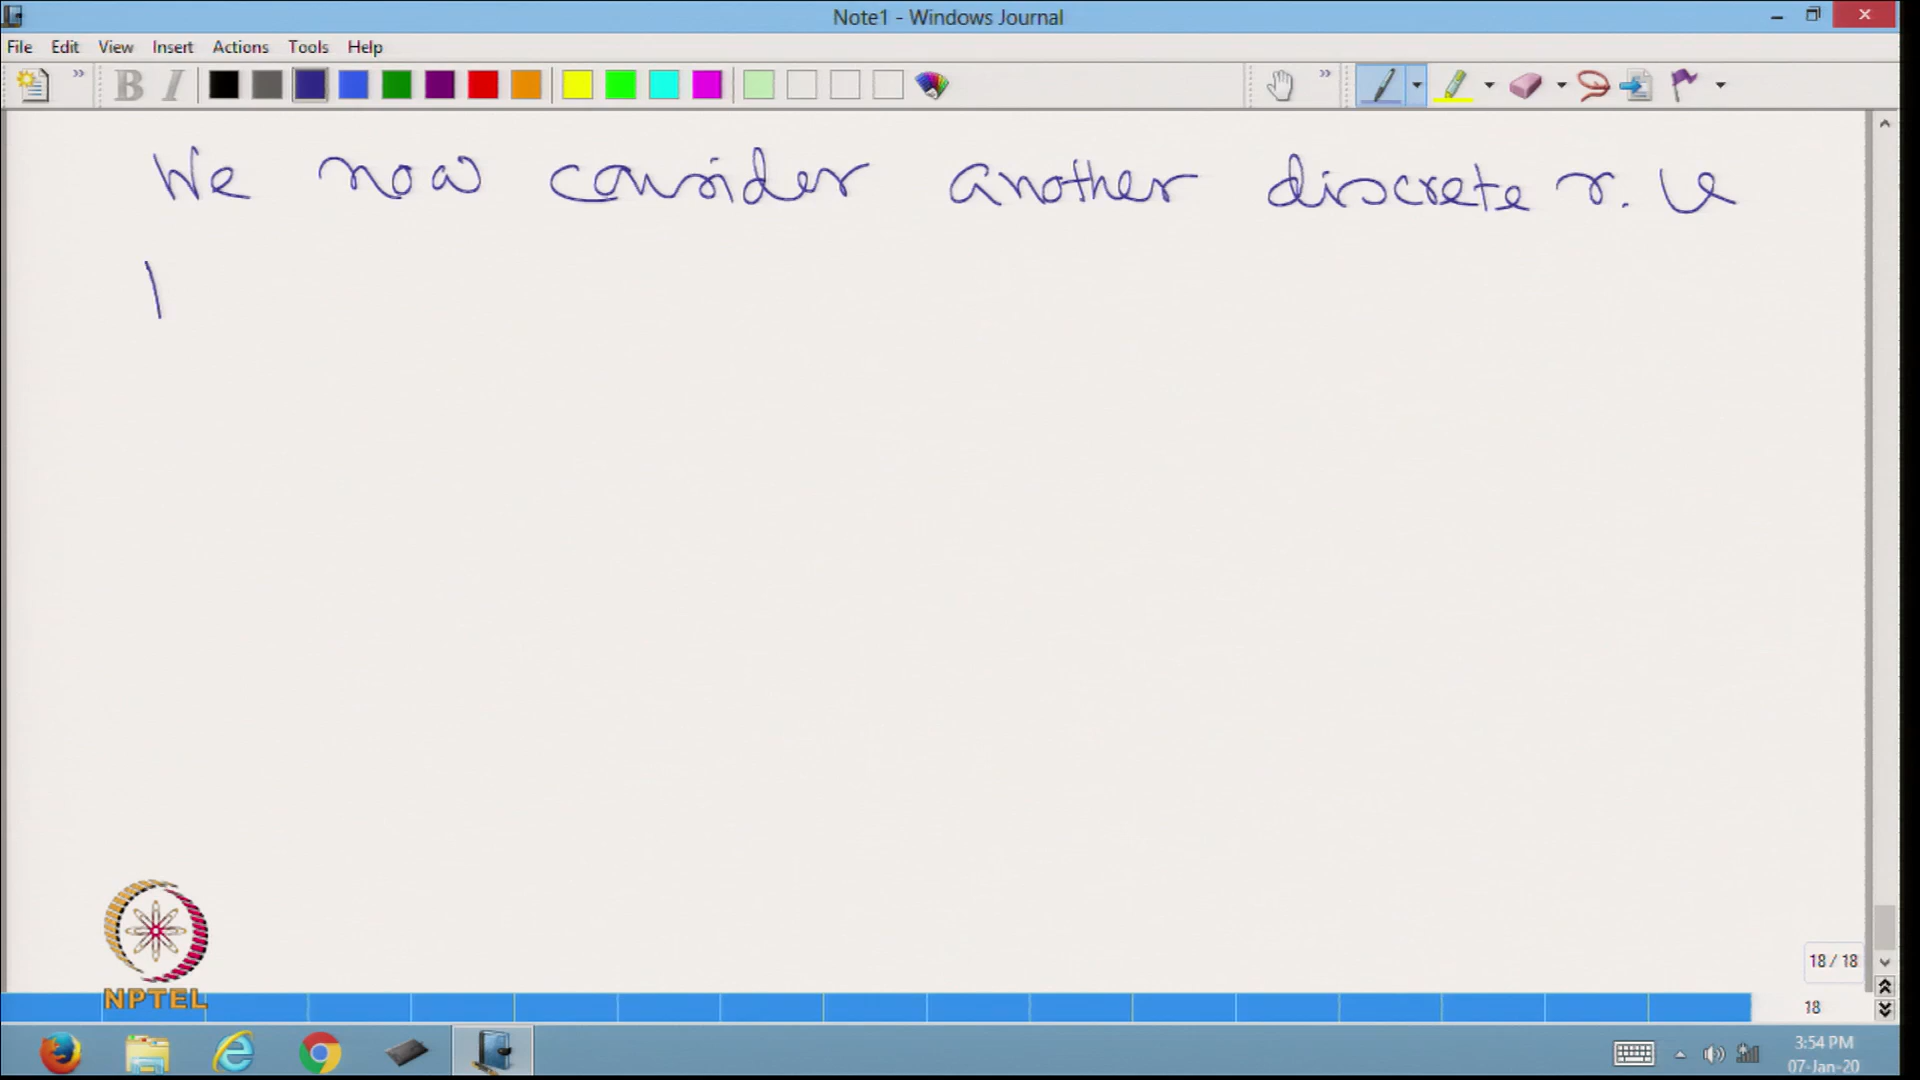 Note1 - Windows Journal
File Edit View Insert Actions Tools Help
B I
We now consider another discrete r. v
18 / 18
NPTEL
18
3:54 PM
07-Jan-20